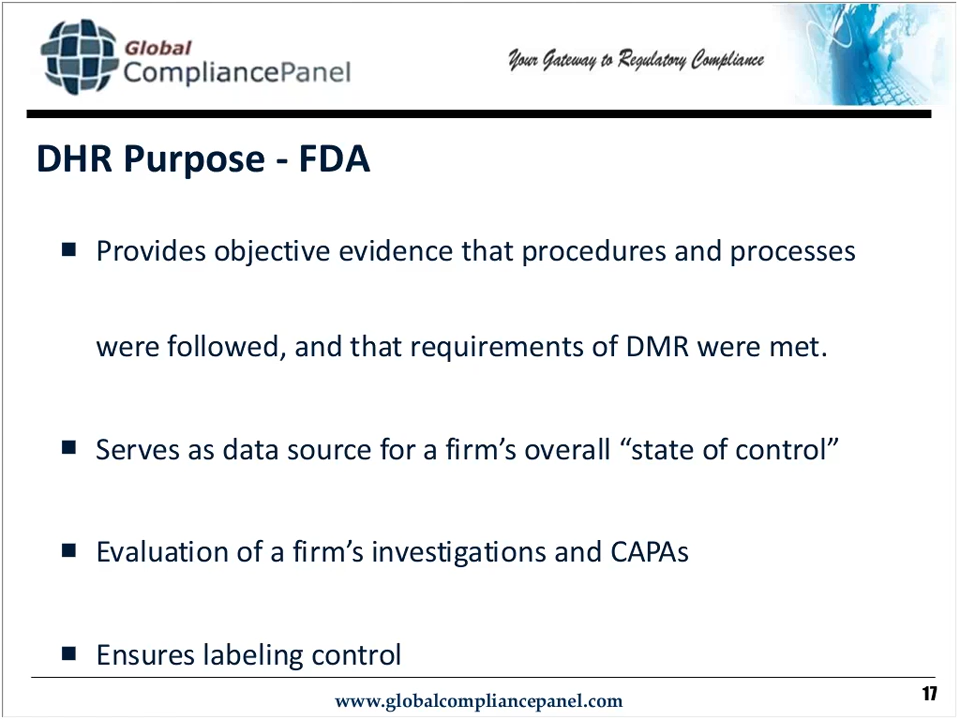 Global
CompliancePanel
Your Gateway to Regulatory Compliance
DHR Purpose - FDA
■ Provides objective evidence that procedures and processes
were followed, and that requirements of DMR were met.
■ Serves as data source for a firm’s overall “state of control”
■ Evaluation of a firm’s investigations and CAPAs
■ Ensures labeling control
www.globalcompliancepanel.com
17